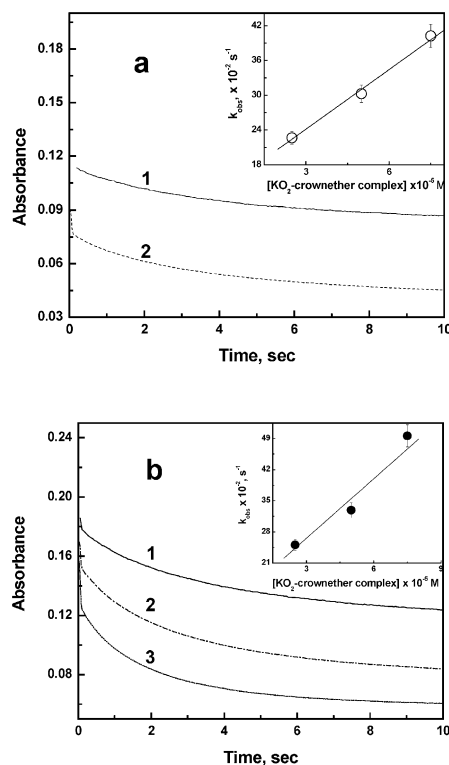 a
Absorbance
0.18
0.15
0.12
0.09
0.06
0.03
1
2
0 2 4 6 8 10
Time, sec
k_obs, x 10^-2 s^-1
42
36
30
24
18
3 6
[KO2-crownether complex] x10^-5 M
b
Absorbance
0.24
0.20
0.16
0.12
0.08
1
2
3
0 2 4 6 8 10
Time, sec
k_obs x 10^-2, s^-1
49
42
35
28
21
3 6 9
[KO2-crownether complex] x 10^-5 M